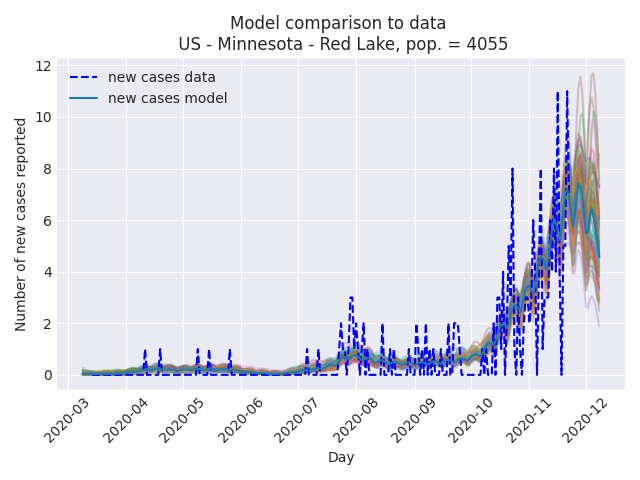 Model comparison to data
US - Minnesota - Red Lake, pop. = 4055
new cases data
new cases model
Number of new cases reported
12
10
8
6
4
2
0
2020-03
2020-04
2020-05
2020-06
2020-07
2020-08
2020-09
2020-10
2020-11
2020-12
Day